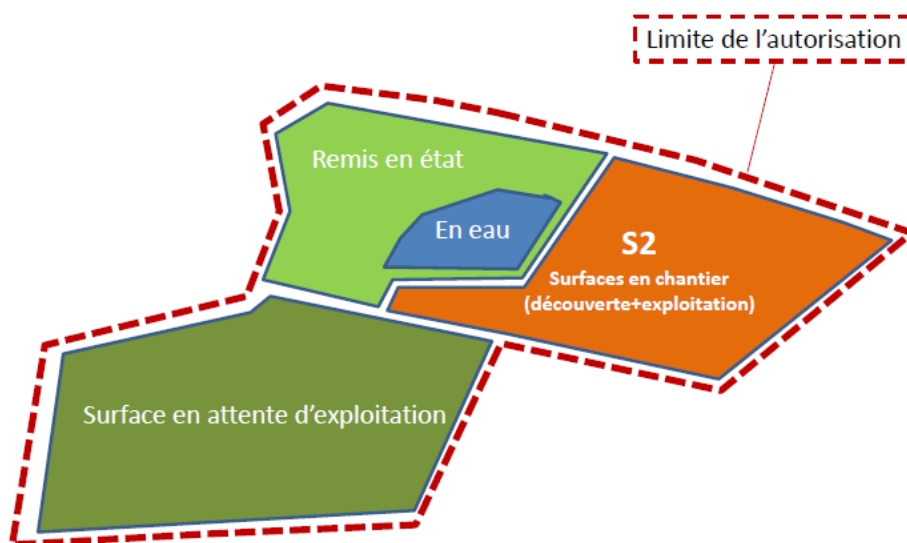 Limite de l'autorisation
Remis en état
En eau
S2
Surfaces en chantier
(découverte+exploitation)
Surface en attente d'exploitation